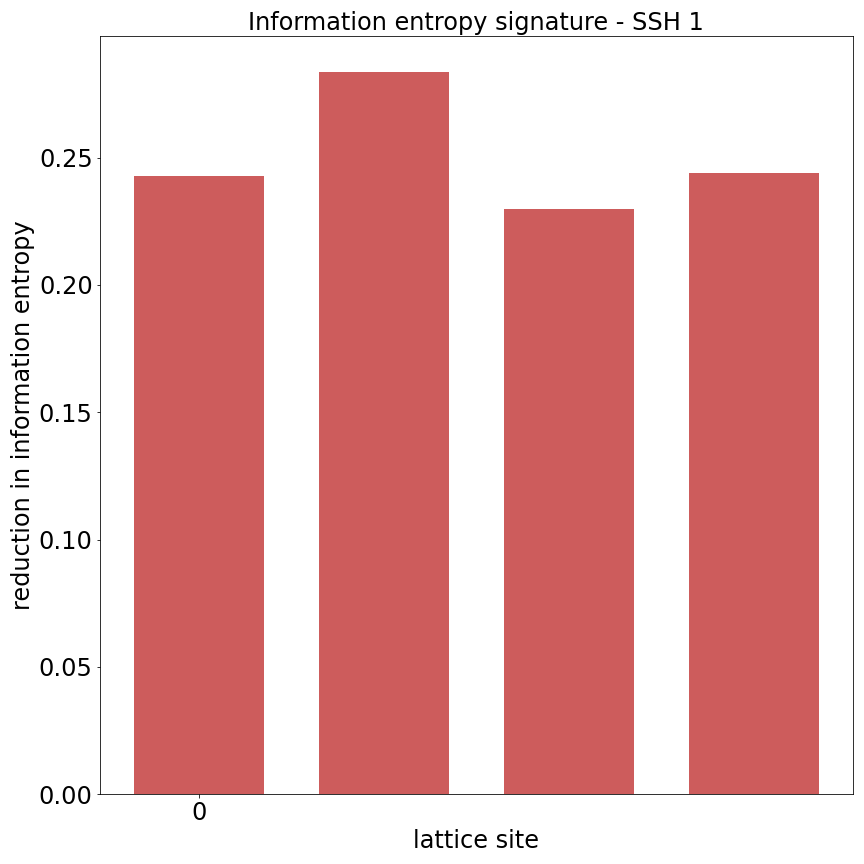 Information entropy signature - SSH 1
reduction in information entropy
0.25
0.20
0.15
0.10
0.05
0.00
0
lattice site